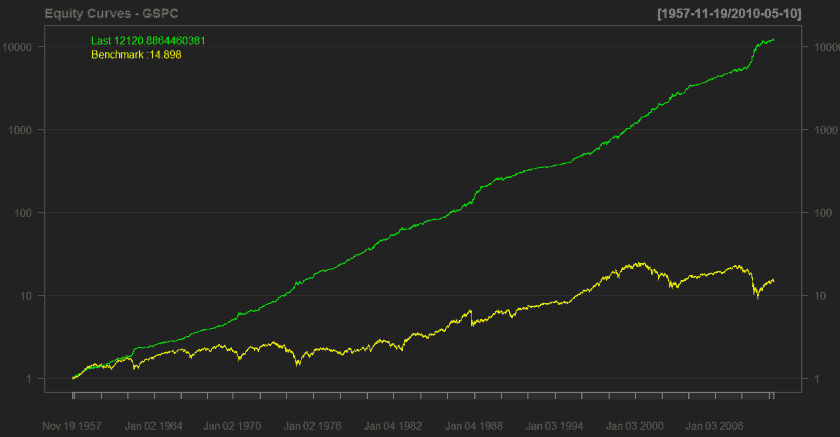 Equity Curves - GSPC [1957-11-19/2010-05-10]
Last 12120.8864460381
Benchmark :14.898
10000 10000
1000 1000
100 100
10 10
1 1
Nov 19 1957 Jan 02 1964 Jan 02 1970 Jan 02 1976 Jan 04 1982 Jan 04 1988 Jan 03 1994 Jan 03 2000 Jan 03 2006